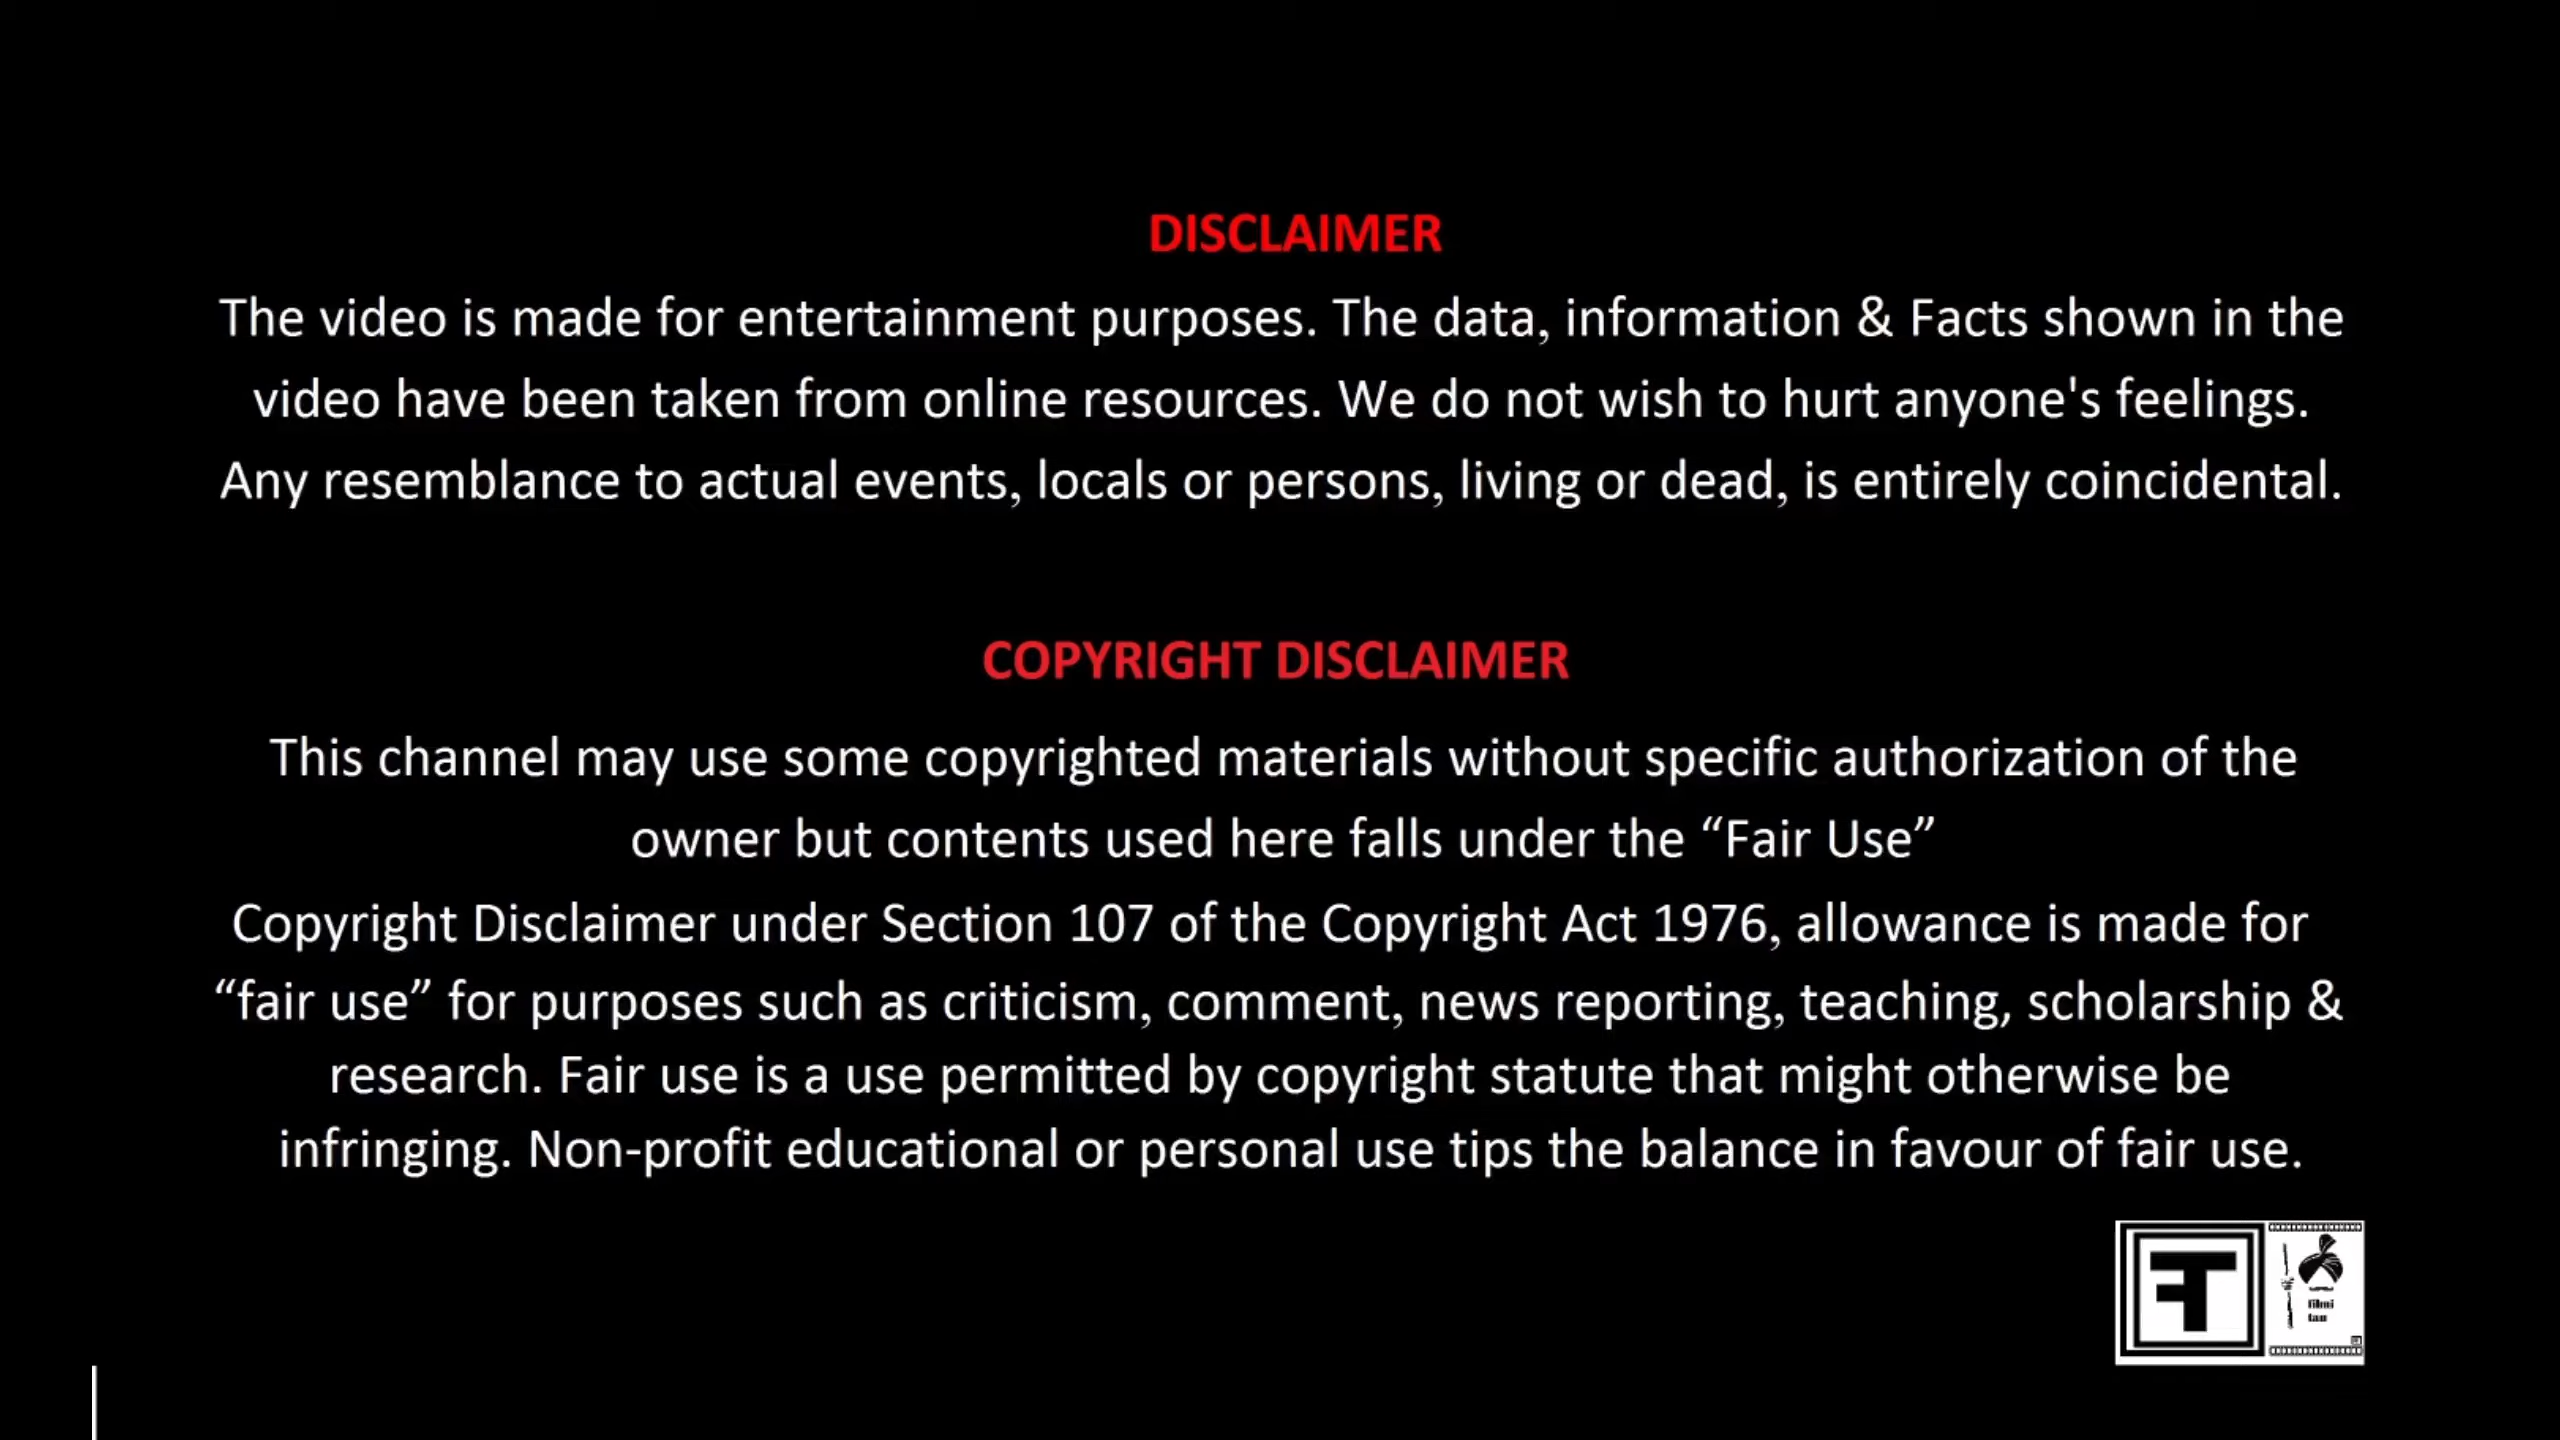 DISCLAIMER
The video is made for entertainment purposes. The data, information & Facts shown in the
video have been taken from online resources. We do not wish to hurt anyone's feelings.
Any resemblance to actual events, locals or persons, living or dead, is entirely coincidental.
COPYRIGHT DISCLAIMER
This channel may use some copyrighted materials without specific authorization of the
owner but contents used here falls under the “Fair Use”
Copyright Disclaimer under Section 107 of the Copyright Act 1976, allowance is made for
“fair use” for purposes such as criticism, comment, news reporting, teaching, scholarship &
research. Fair use is a use permitted by copyright statute that might otherwise be
infringing. Non-profit educational or personal use tips the balance in favour of fair use.
filmi